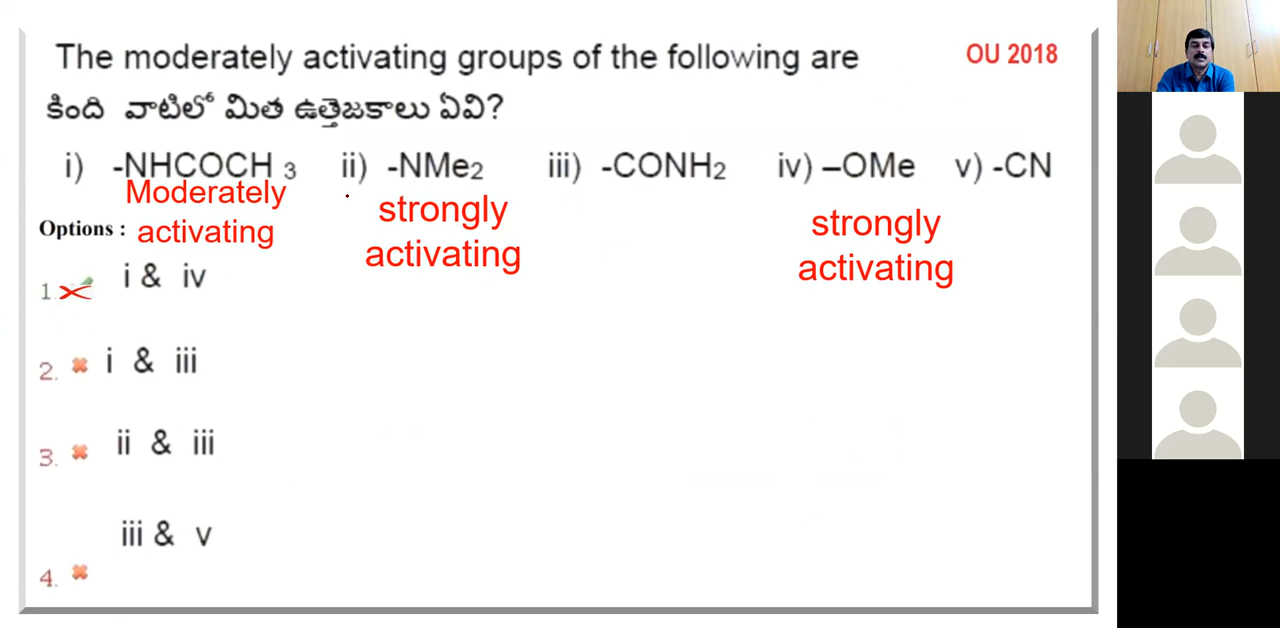 The moderately activating groups of the following are OU 2018
కింది వాటిలో మిత ఉత్తెజకాలు ఏవి?
i) -NHCOCH 3 ii) -NMe2 iii) -CONH2 iv) –OMe v) -CN
Moderately activating
strongly activating
strongly activating
Options :
1. i & iv
2. i & iii
3. ii & iii
4. iii & v